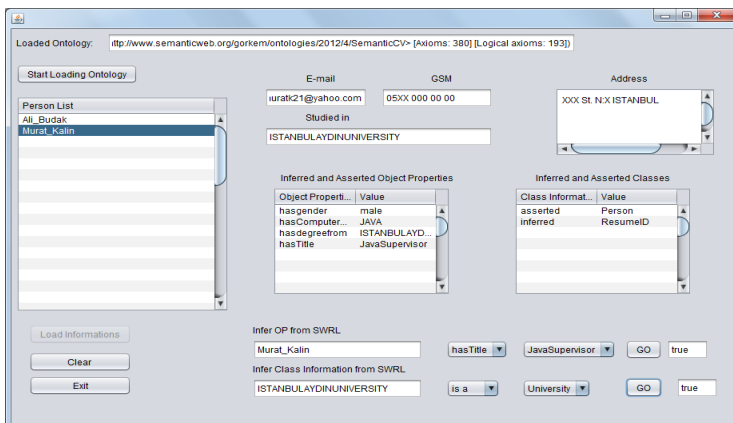 Loaded Ontology: ıttp://www.semanticweb.org/gorkem/ontologies/2012/4/SemanticCV> [Axioms: 380] [Logical axioms: 193])
Start Loading Ontology
E-mail GSM Address
ıuratk21@yahoo.com 05XX 000 00 00 XXX St. N:X ISTANBUL
Person List
Ali_Budak
Murat_Kalin
Studied in
ISTANBULAYDINUNIVERSITY
Inferred and Asserted Object Properties Inferred and Asserted Classes
Object Properti... Value Class Informat... Value
hasgender male asserted Person
hasComputer... JAVA inferred ResumeID
hasdegreefrom ISTANBULAYD...
hasTitle JavaSupervisor
Load Informations
Clear
Exit
Infer OP from SWRL
Murat_Kalin hasTitle JavaSupervisor GO true
Infer Class Information from SWRL
ISTANBULAYDINUNIVERSITY is a University GO true